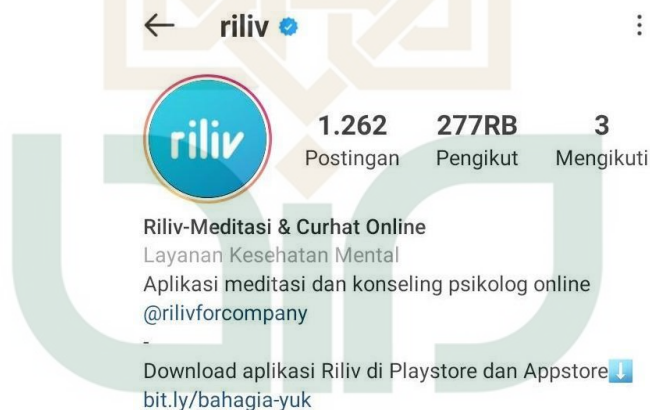 riliv
riliv
1.262 277RB 3
Postingan Pengikut Mengikuti
Riliv-Meditasi & Curhat Online
Layanan Kesehatan Mental
Aplikasi meditasi dan konseling psikolog online
@rilivforcompany
-
Download aplikasi Riliv di Playstore dan Appstore⬇️
bit.ly/bahagia-yuk